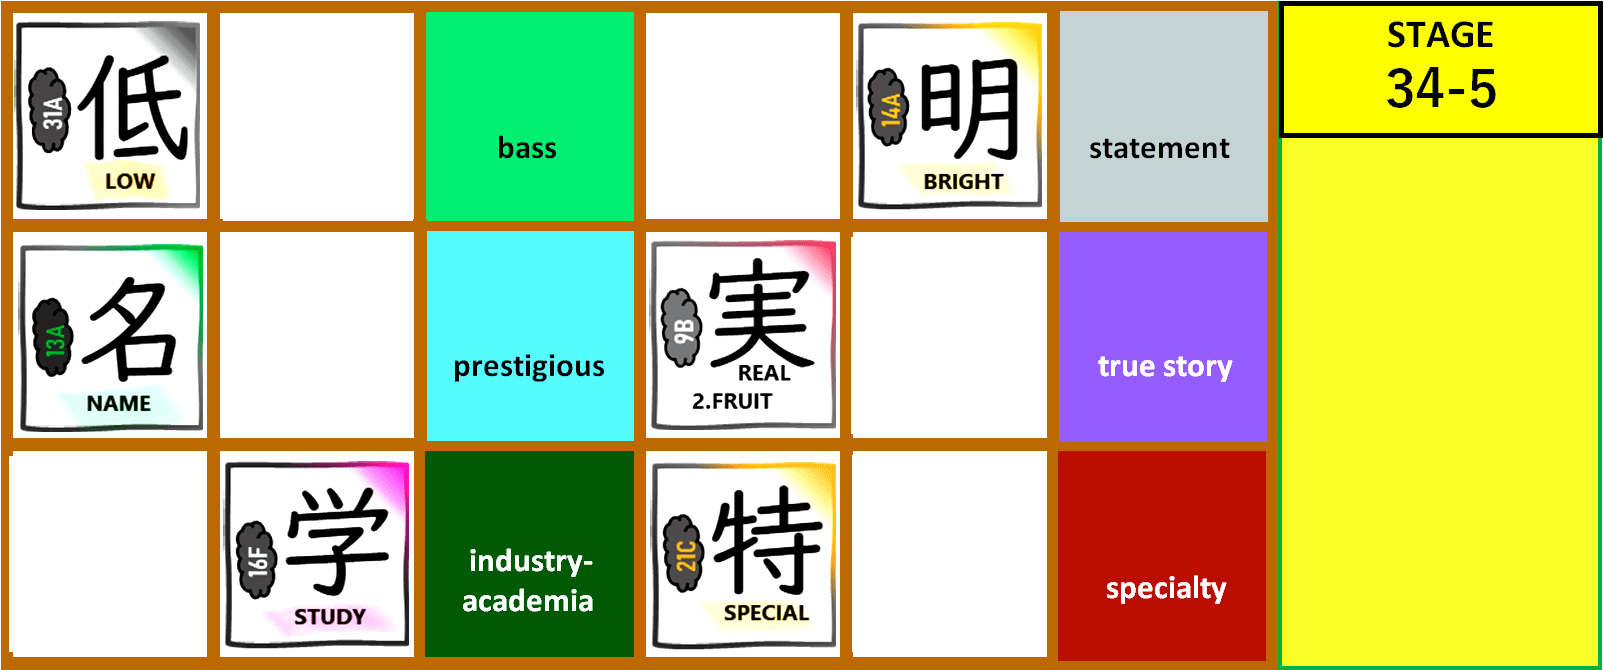 31A
低
LOW
bass
14A
明
BRIGHT
statement
STAGE
34-5
13A
名
NAME
prestigious
9B
実
REAL
2.FRUIT
true story
16F
学
STUDY
industry-
academia
21C
特
SPECIAL
specialty